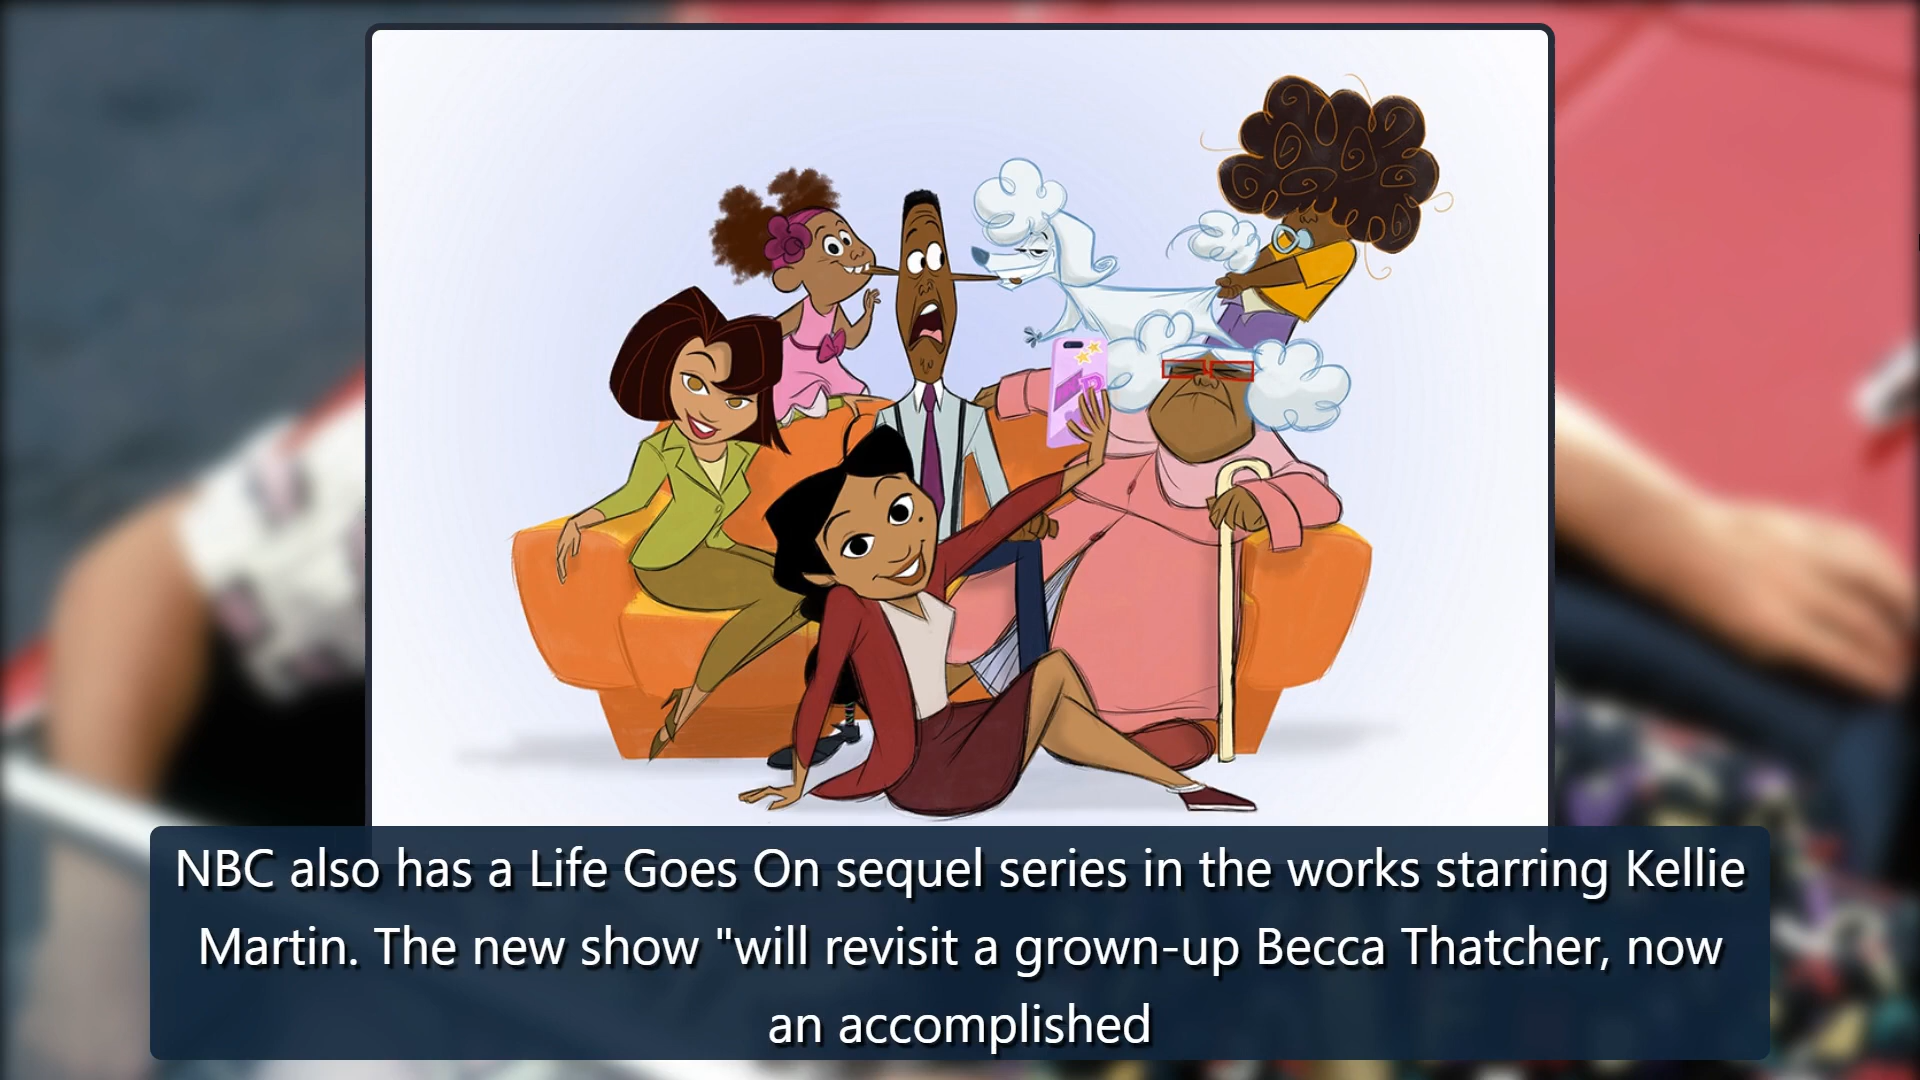 NBC also has a Life Goes On sequel series in the works starring Kellie
Martin. The new show "will revisit a grown-up Becca Thatcher, now
an accomplished